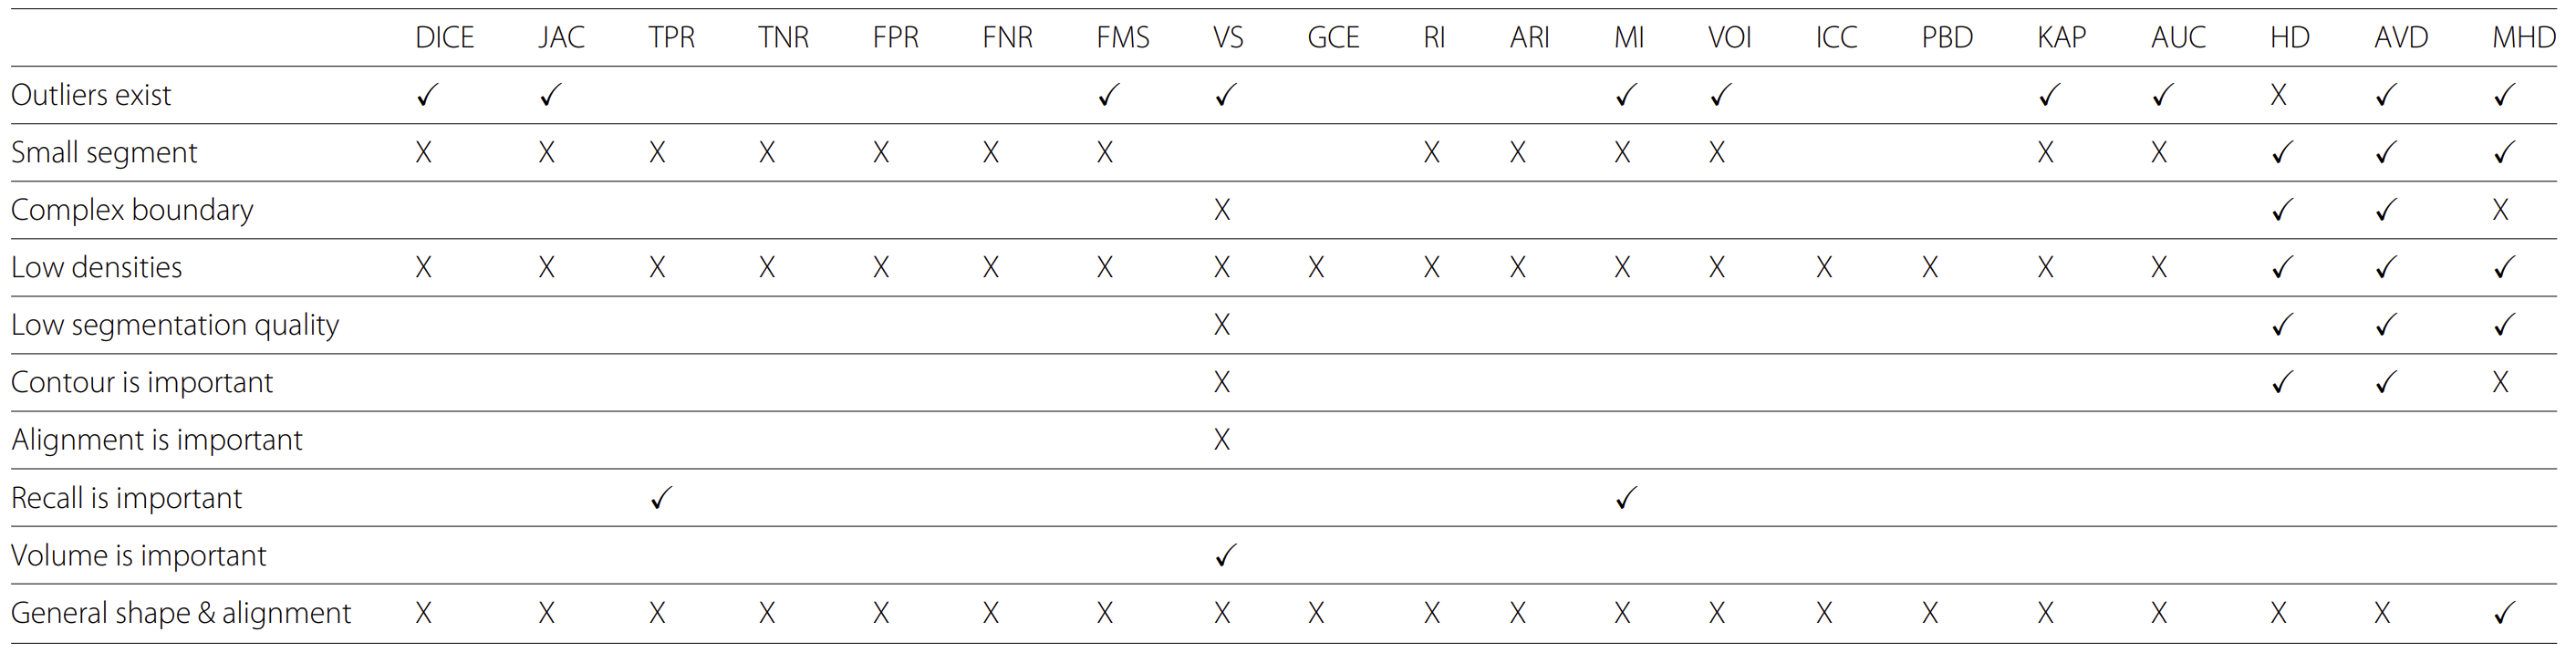 DICE JAC TPR TNR FPR FNR FMS VS GCE RI ARI MI VOI ICC PBD KAP AUC HD AVD MHD
Outliers exist ✓ ✓ ✓ ✓ ✓ ✓ ✓ ✓ X ✓ ✓
Small segment X X X X X X X X X X X X X ✓ ✓ ✓
Complex boundary X ✓ ✓ X
Low densities X X X X X X X X X X X X X X X X X ✓ ✓ ✓
Low segmentation quality X ✓ ✓ ✓
Contour is important X ✓ ✓ X
Alignment is important X
Recall is important ✓ ✓
Volume is important ✓
General shape & alignment X X X X X X X X X X X X X X X X X X X ✓